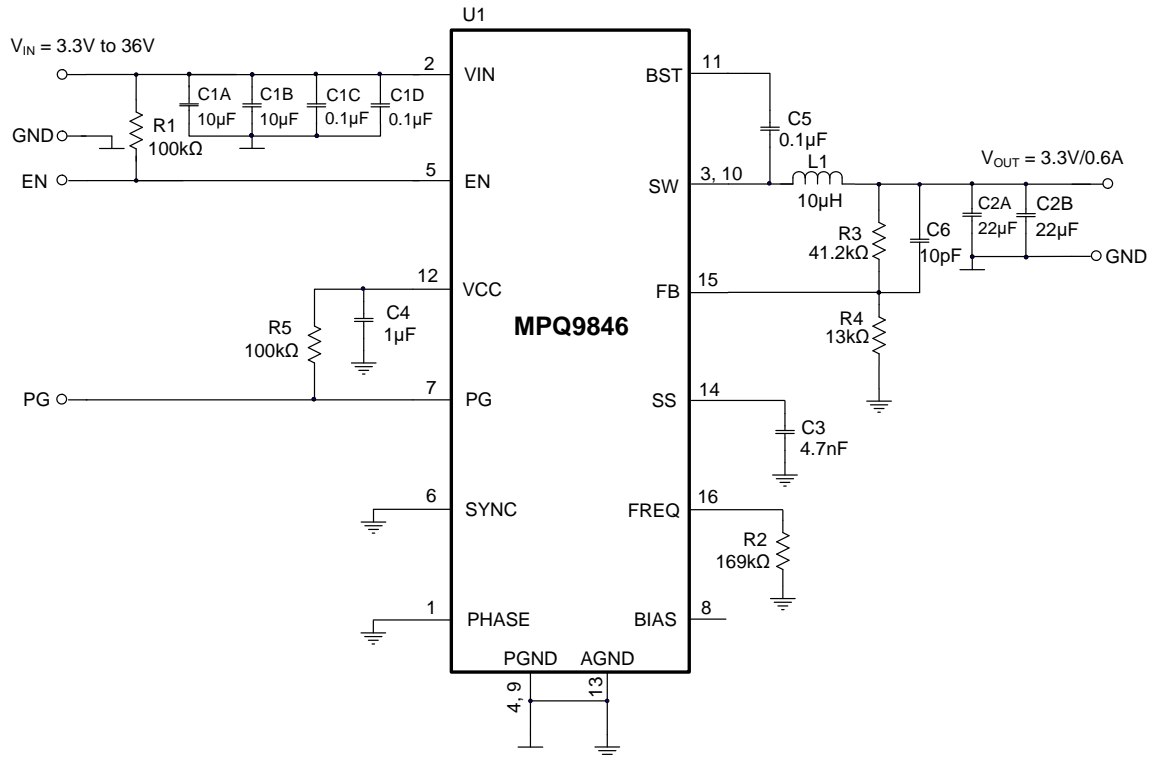 U1
V_IN = 3.3V to 36V
2
VIN
BST
11
C1A
10µF
C1B
10µF
C1C
0.1µF
C1D
0.1µF
R1
100kΩ
C5
0.1µF
GND
EN
5
EN
SW
3, 10
L1
10µH
V_OUT = 3.3V/0.6A
R3
41.2kΩ
C6
10pF
C2A
22µF
C2B
22µF
GND
12
VCC
FB
15
R5
100kΩ
C4
1µF
MPQ9846
R4
13kΩ
PG
7
PG
SS
14
C3
4.7nF
6
SYNC
FREQ
16
R2
169kΩ
1
PHASE
BIAS
8
PGND
AGND
4, 9
13